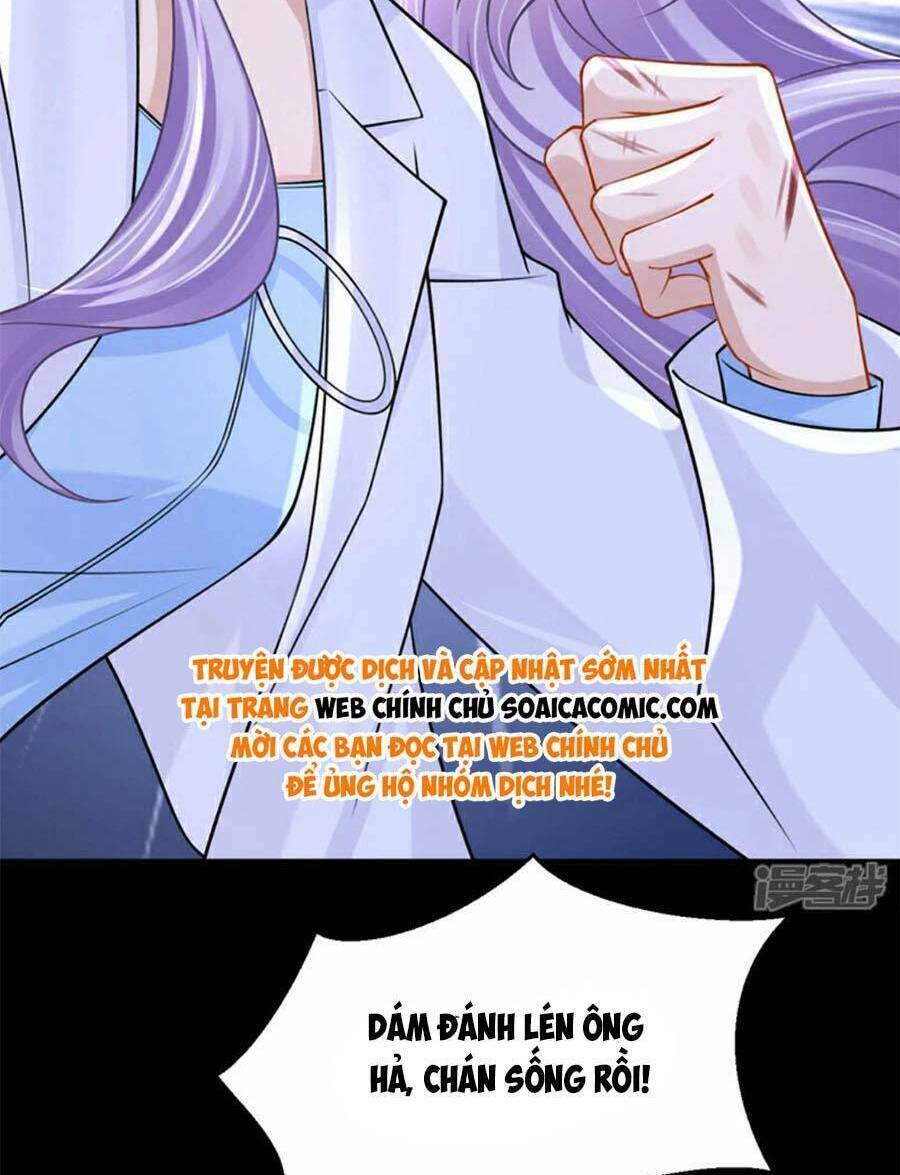 TRUYỆN ĐƯỢC DỊCH VÀ CẬP NHẬT SỚM NHẤT
TẠI TRANG WEB CHÍNH CHỦ SOAICACOMIC.COM
MỜI CÁC BẠN ĐỌC TẠI WEB CHÍNH CHỦ
ĐỂ ỦNG HỘ NHÓM DỊCH NHÉ!
漫客栈
DÁM ĐÁNH LÉN ÔNG
HẢ, CHÁN SỐNG RỒI!